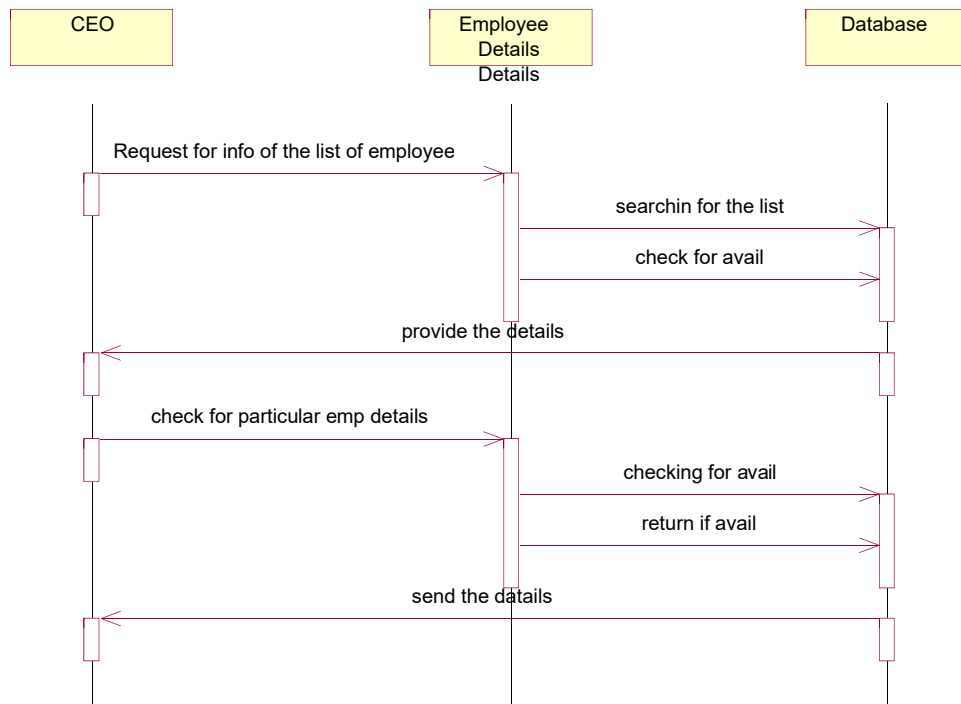 CEO
Employee
Details
Details
Database
Request for info of the list of employee
searchin for the list
check for avail
provide the details
check for particular emp details
checking for avail
return if avail
send the datails